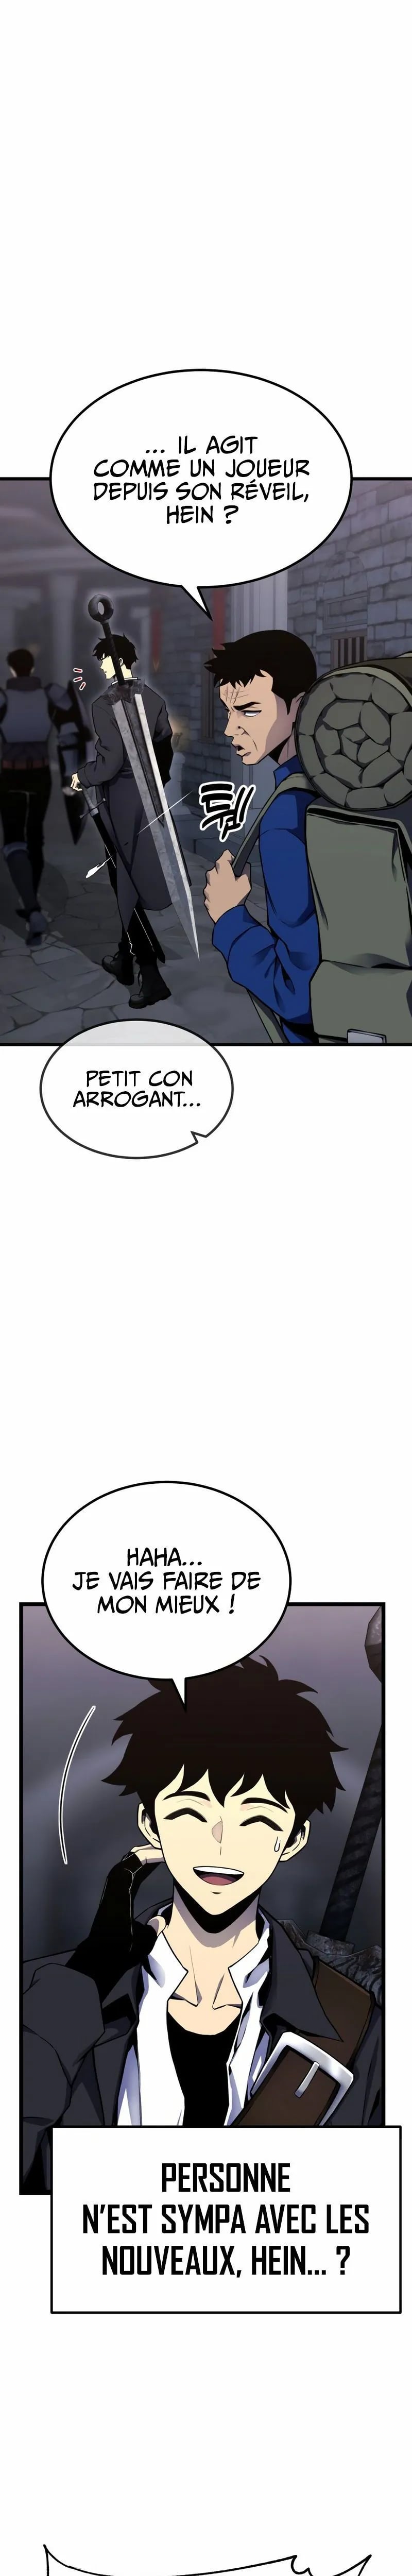 ... IL AGIT
COMME UN JOUEUR
DEPUIS SON RÉVEIL,
HEIN ?
PETIT CON
ARROGANT...
HAHA...
JE VAIS FAIRE DE
MON MIEUX !
PERSONNE
N'EST SYMPA AVEC LES
NOUVEAUX, HEIN... ?